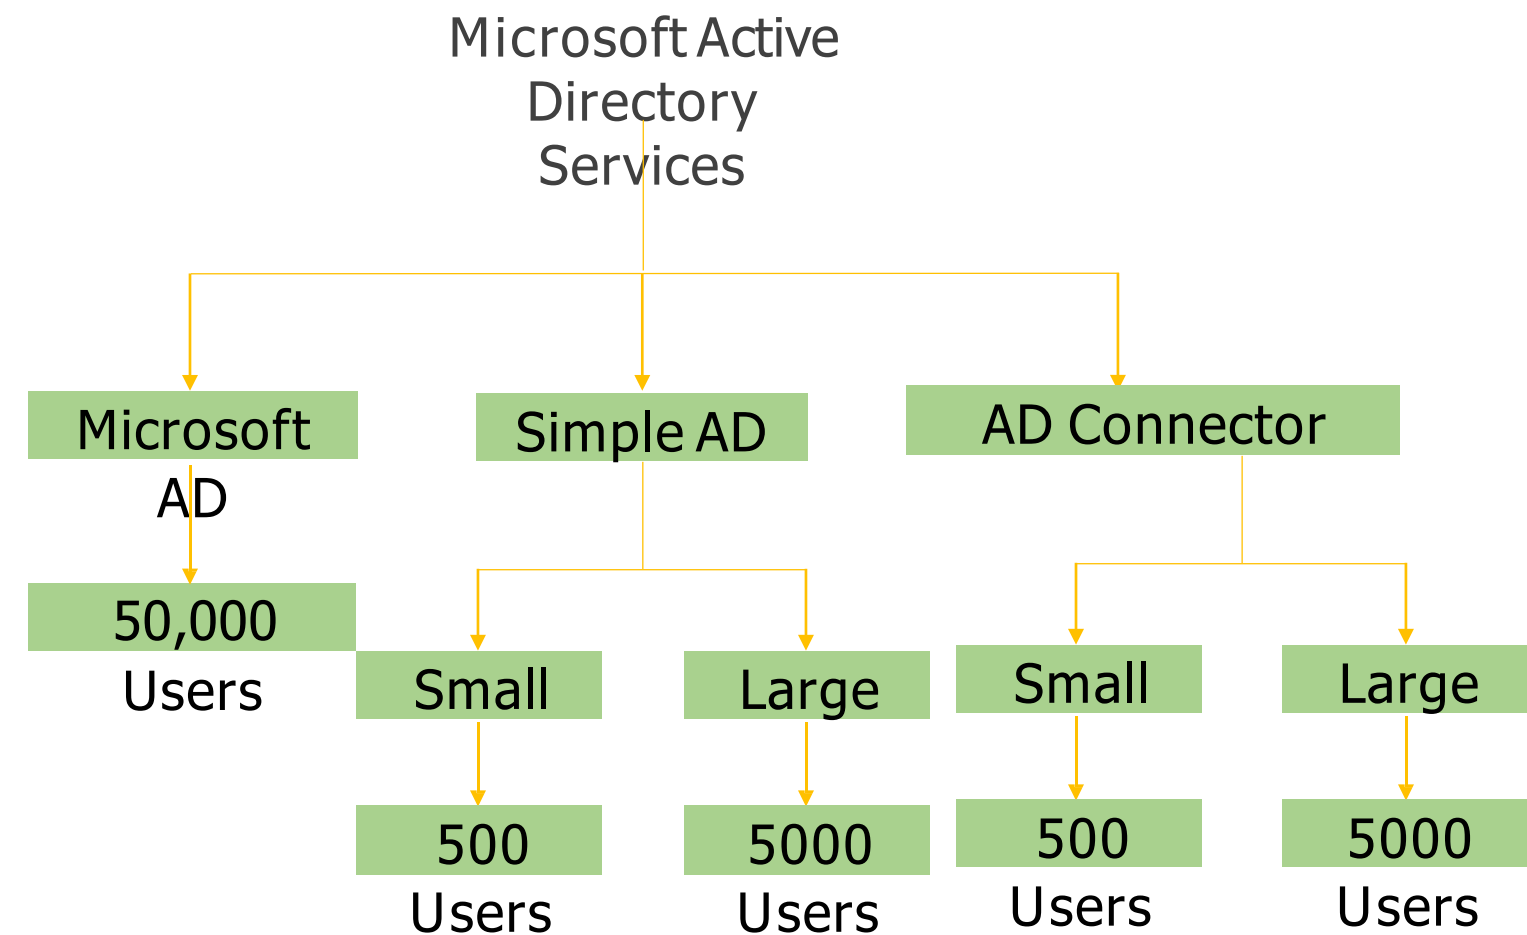 Microsoft Active
Directory
Services
Microsoft
AD
Simple AD
AD Connector
50,000
Users
Small
Large
Small
Large
500
Users
5000
Users
500
Users
5000
Users